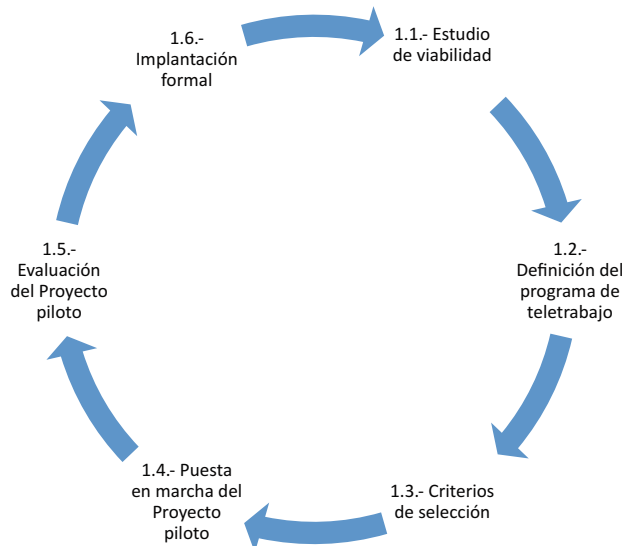 1.1.- Estudio
de viabilidad
1.2.-
Definición del
programa de
teletrabajo
1.3.- Criterios
de selección
1.4.- Puesta
en marcha del
Proyecto
piloto
1.5.-
Evaluación
del Proyecto
piloto
1.6.-
Implantación
formal